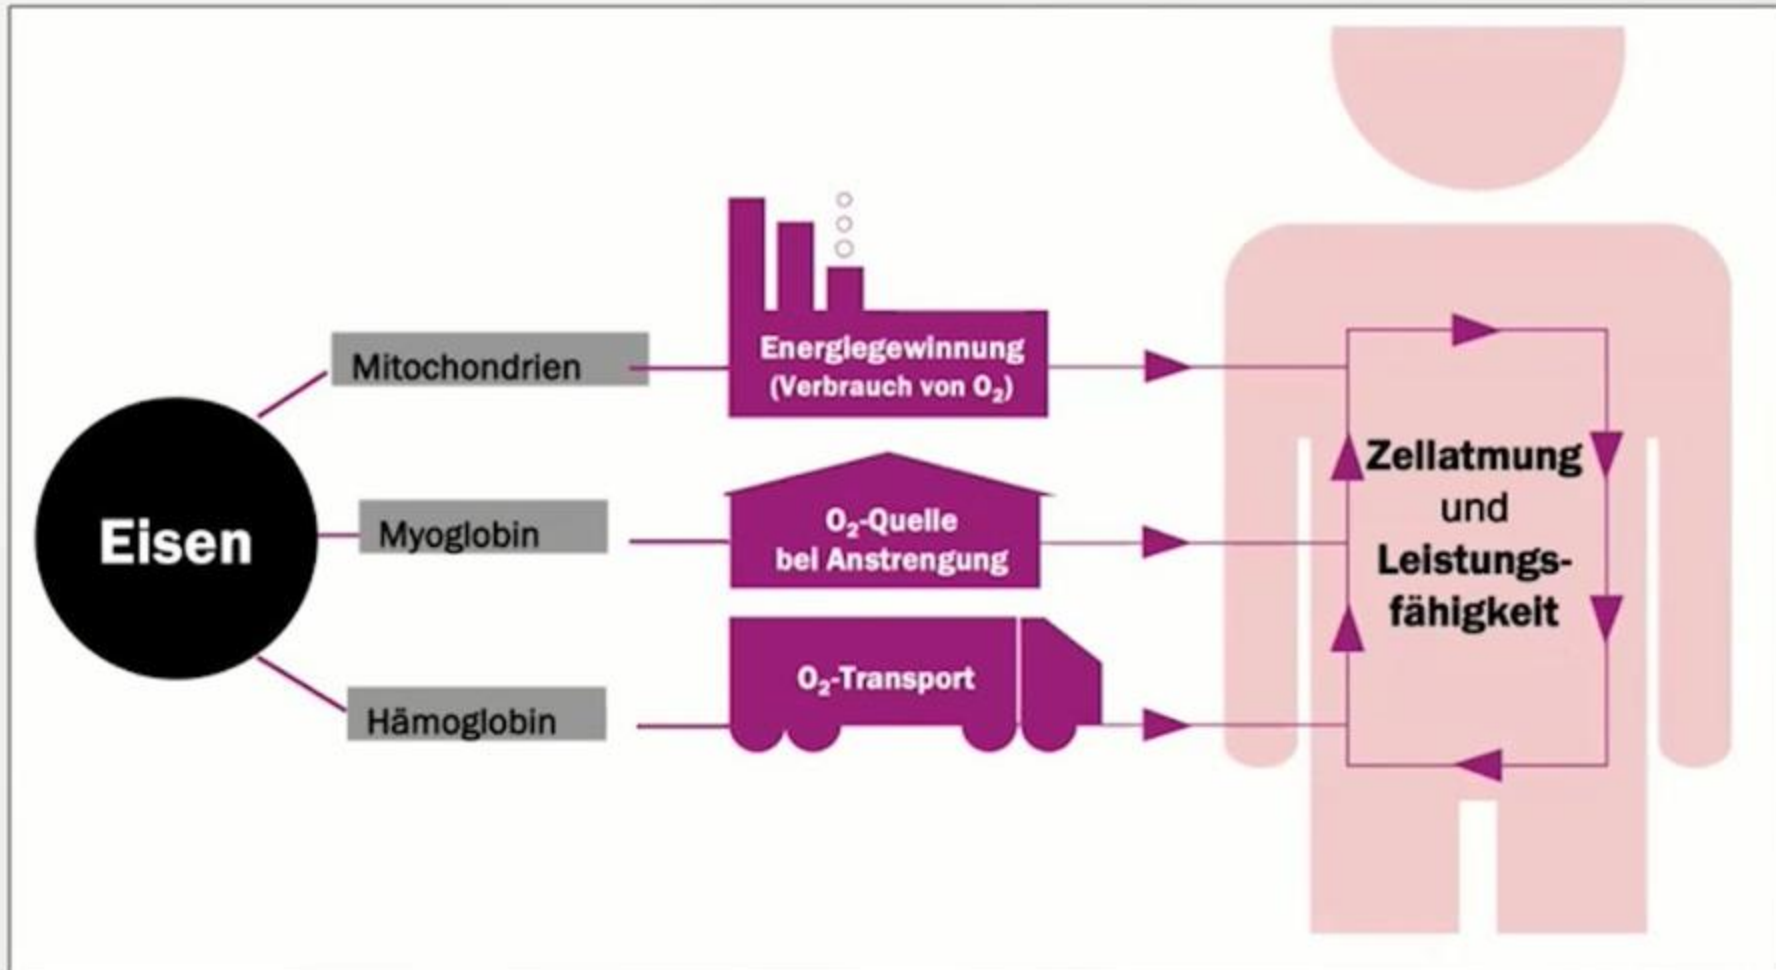 Eisen
Mitochondrien
Myoglobin
Hämoglobin
Energiegewinnung
(Verbrauch von O₂)
O₂-Quelle
bei Anstrengung
O₂-Transport
Zellatmung
und
Leistungs-
fähigkeit